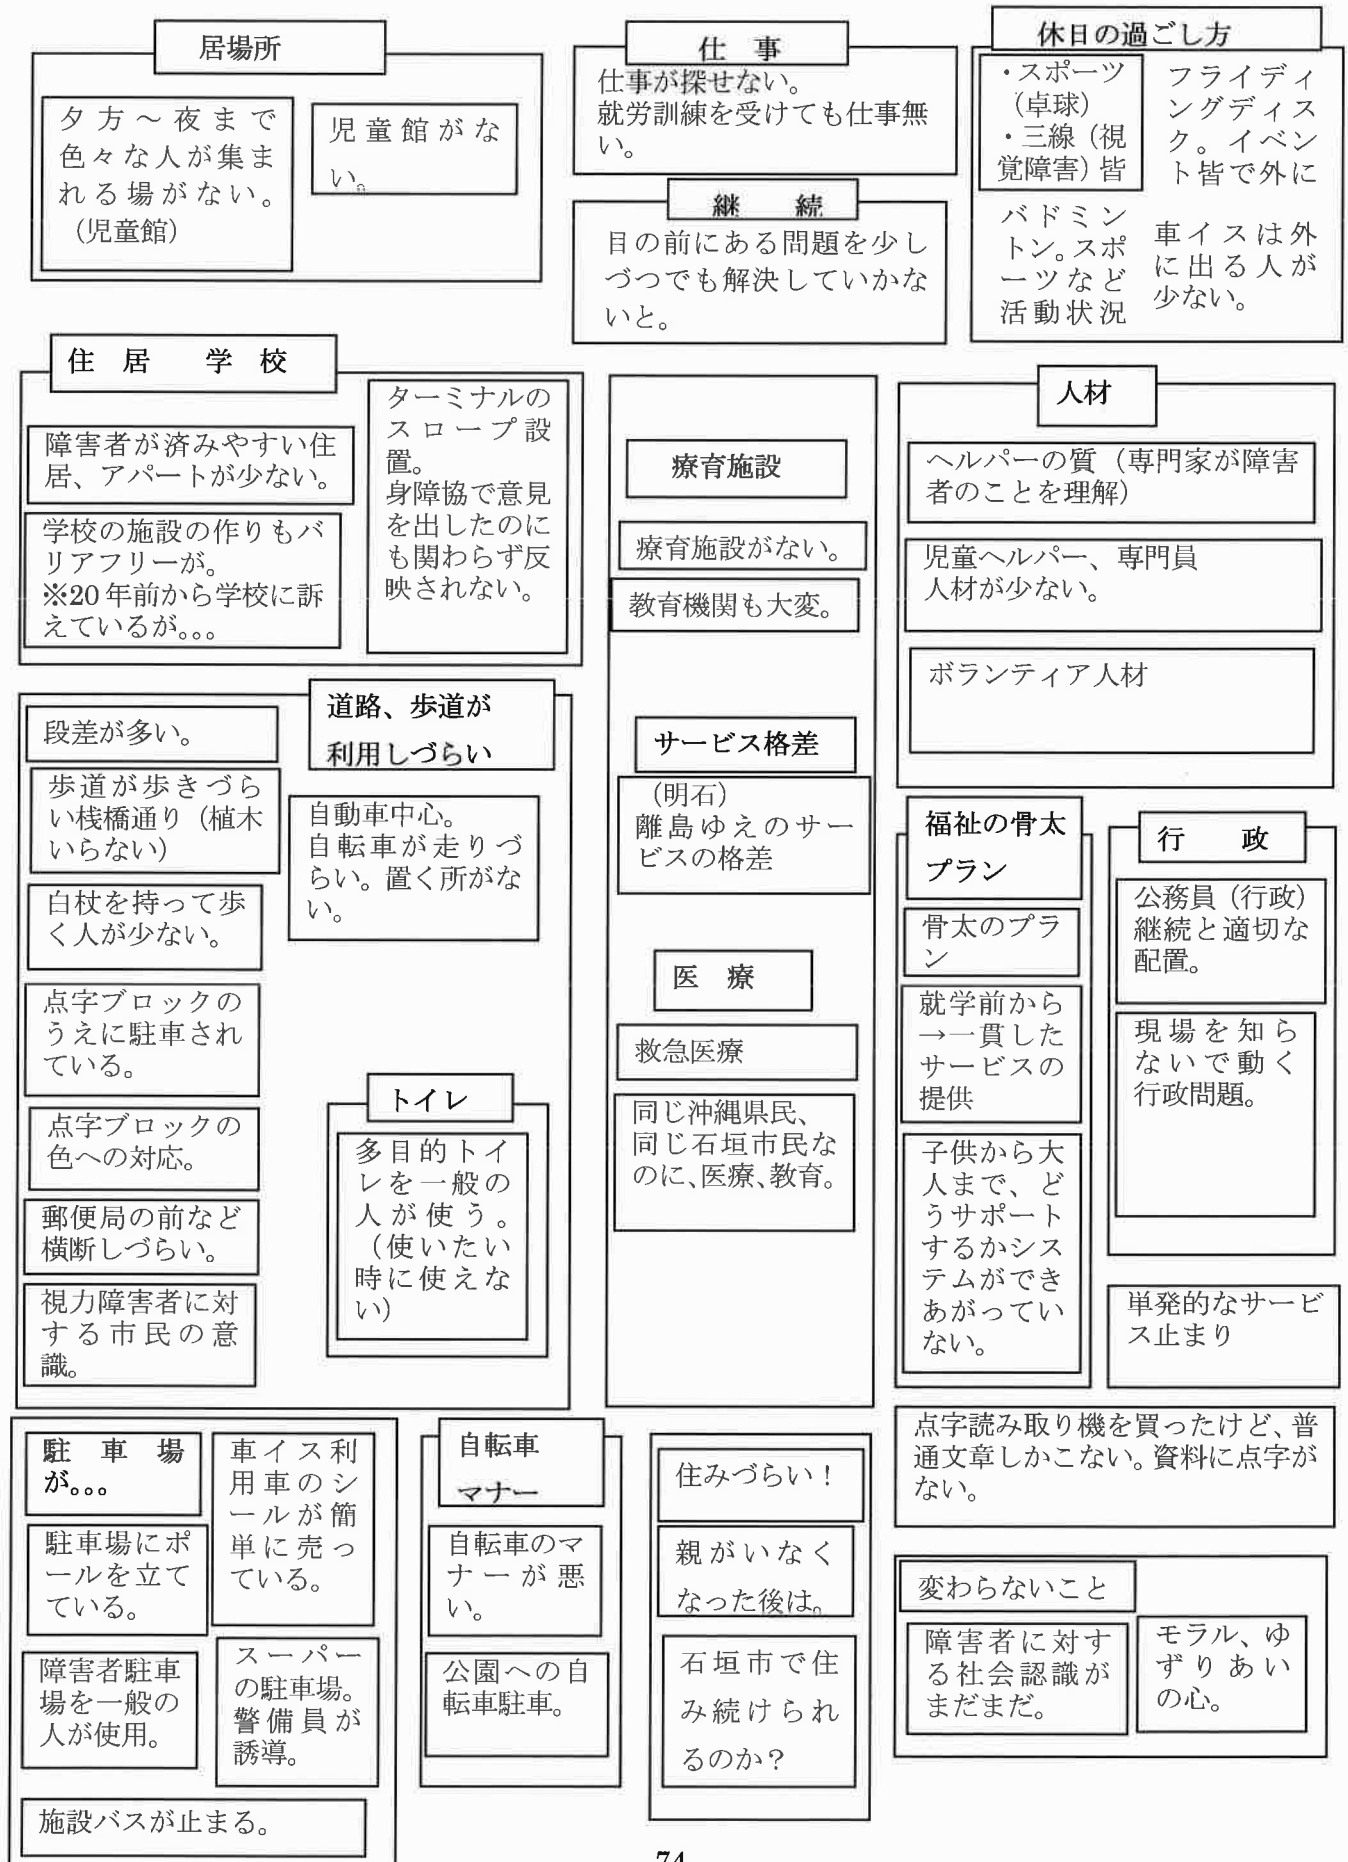 居場所
夕方～夜まで
色々な人が集ま
れる場がない。
（児童館）
児童館がな
い。
仕　事
仕事が探せない。
就労訓練を受けても仕事無
い。
継　続
目の前にある問題を少し
づつでも解決していかな
いと。
休日の過ごし方
・スポーツ
（卓球）
・三線（視
覚障害）皆
フライディ
ングディス
ク。イベン
ト皆で外に
バドミン
トン。スポ
ーツなど
活動状況
車イスは外
に出る人が
少ない。
住　居　　学　校
障害者が済みやすい住
居、アパートが少ない。
学校の施設の作りもバ
リアフリーが。
※20年前から学校に訴
えているが。。。
ターミナルの
スロープ設
置。
身障協で意見
を出したのに
も関わらず反
映されない。
療育施設
療育施設がない。
教育機関も大変。
サービス格差
（明石）
離島ゆえのサー
ビスの格差
医　療
救急医療
同じ沖縄県民、
同じ石垣市民な
のに、医療、教育。
人材
ヘルパーの質（専門家が障害
者のことを理解）
児童ヘルパー、専門員
人材が少ない。
ボランティア人材
道路、歩道が
利用しづらい
段差が多い。
歩道が歩きづら
い桟橋通り（植木
いらない）
白杖を持って歩
く人が少ない。
点字ブロックの
うえに駐車され
ている。
点字ブロックの
色への対応。
郵便局の前など
横断しづらい。
視力障害者に対
する市民の意
識。
自動車中心。
自転車が走りづ
らい。置く所がな
い。
トイレ
多目的トイ
レを一般の
人が使う。
（使いたい
時に使えな
い）
福祉の骨太
プラン
骨太のプラ
ン
就学前から
→一貫した
サービスの
提供
子供から大
人まで、ど
うサポート
するかシス
テムができ
あがってい
ない。
行　政
公務員（行政）
継続と適切な
配置。
現場を知ら
ないで動く
行政問題。
単発的なサービ
ス止まり
点字読み取り機を買ったけど、普
通文章しかこない。資料に点字が
ない。
駐車場
が。。。
駐車場にポ
ールを立て
ている。
障害者駐車
場を一般の
人が使用。
車イス利
用車のシ
ールが簡
単に売っ
ている。
スーパー
の駐車場。
警備員が
誘導。
施設バスが止まる。
自転車
マナー
自転車のマ
ナーが悪
い。
公園への自
転車駐車。
住みづらい！
親がいなく
なった後は。
石垣市で住
み続けられ
るのか？
変わらないこと
障害者に対す
る社会認識が
まだまだ。
モラル、ゆ
ずりあい
の心。
74